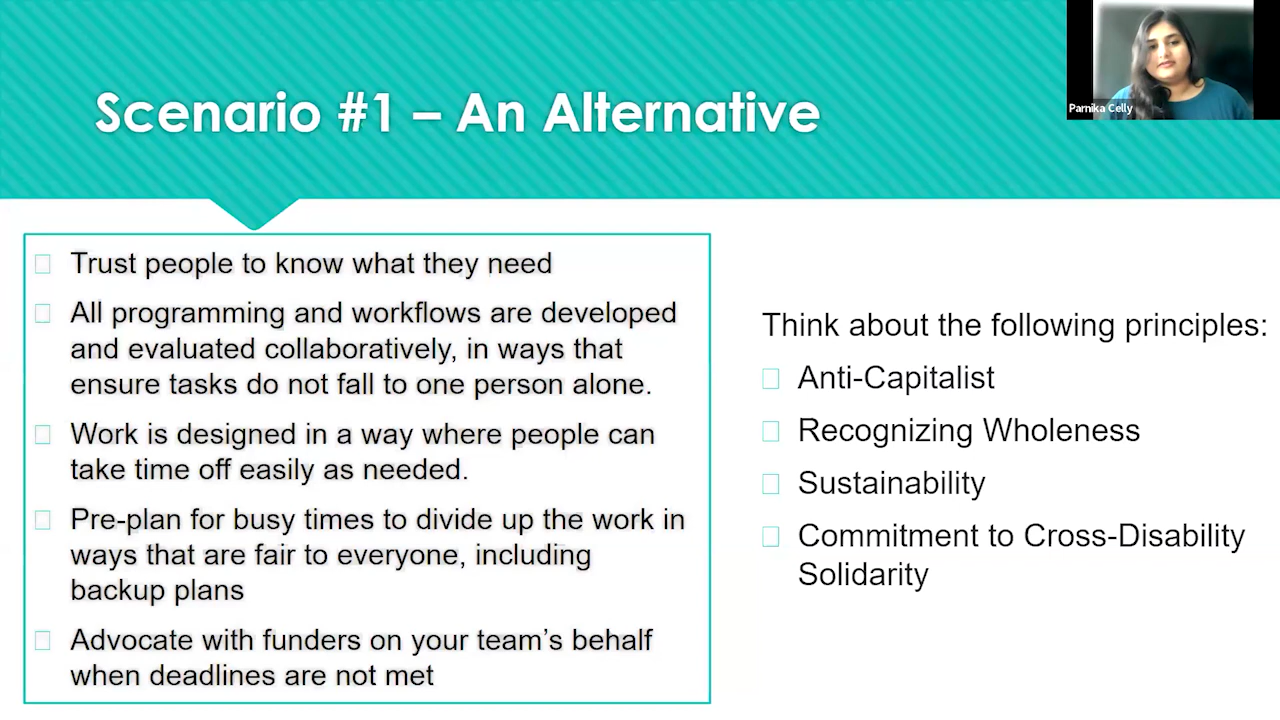 Scenario #1 – An Alternative
Parnika Celly
Trust people to know what they need
All programming and workflows are developed
and evaluated collaboratively, in ways that
ensure tasks do not fall to one person alone.
Work is designed in a way where people can
take time off easily as needed.
Pre-plan for busy times to divide up the work in
ways that are fair to everyone, including
backup plans
Advocate with funders on your team’s behalf
when deadlines are not met
Think about the following principles:
Anti-Capitalist
Recognizing Wholeness
Sustainability
Commitment to Cross-Disability
Solidarity